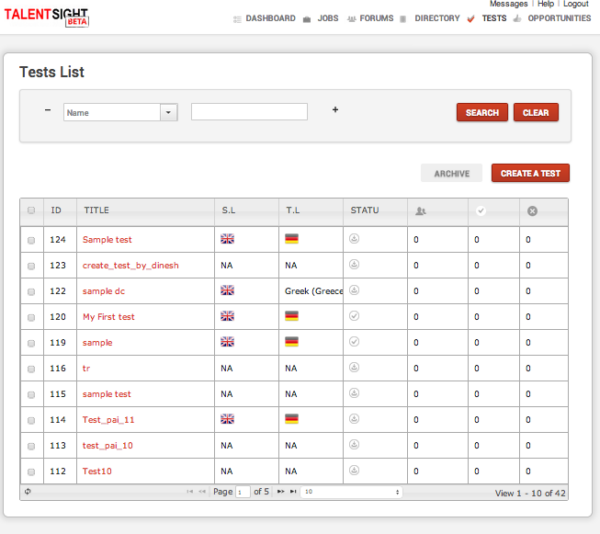 Messages | Help | Logout
TALENTSIGHT
BETA
DASHBOARD JOBS FORUMS DIRECTORY TESTS OPPORTUNITIES
Tests List
− Name + SEARCH CLEAR
ARCHIVE CREATE A TEST
ID TITLE S.L T.L STATU
124 Sample test 0 0 0
123 create_test_by_dinesh NA NA 0 0 0
122 sample dc Greek (Greece 0 0 0
120 My First test 0 0 0
119 sample 0 0 0
116 tr NA NA 0 0 0
115 sample test NA NA 0 0 0
114 Test_pai_11 0 0 0
113 test_pai_10 NA NA 0 0 0
112 Test10 NA NA 0 0 0
Page 1 of 5 10 View 1 - 10 of 42